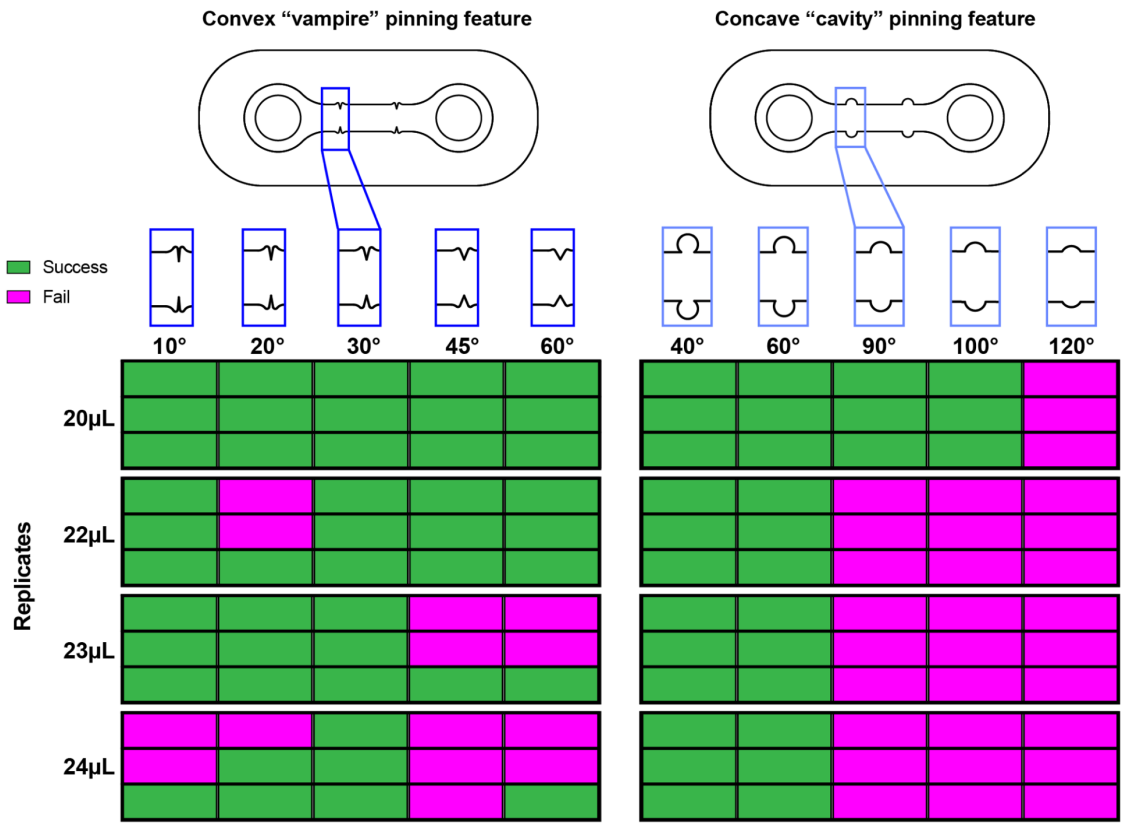 Convex “vampire” pinning feature
Concave “cavity” pinning feature
Success
Fail
10° 20° 30° 45° 60°
40° 60° 90° 100° 120°
Replicates
20µL
22µL
23µL
24µL